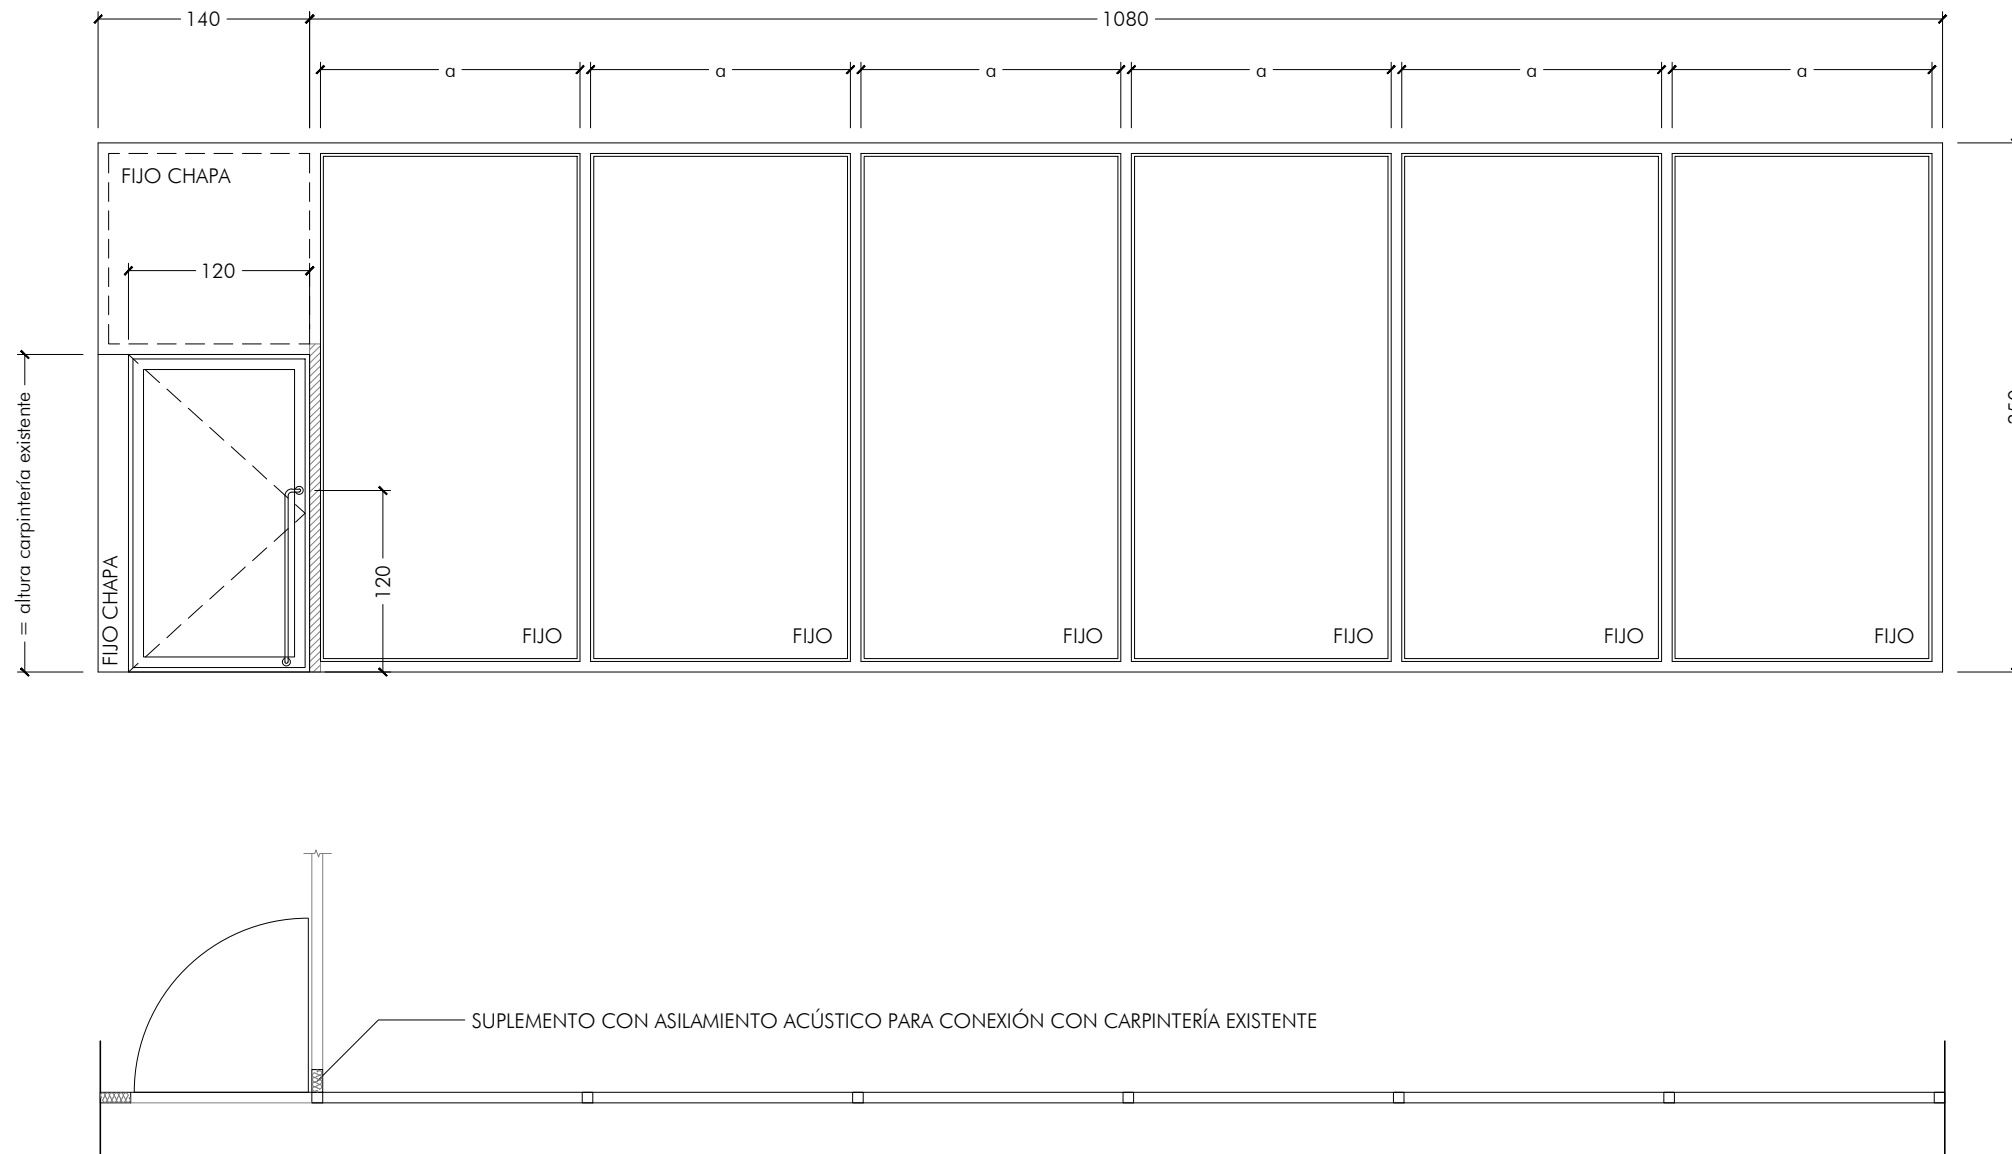 140
1080
a
a
a
a
a
a
FIJO CHAPA
120
= altura carpintería existente
FIJO CHAPA
120
FIJO
FIJO
FIJO
FIJO
FIJO
FIJO
SUPLEMENTO CON ASILAMIENTO ACÚSTICO PARA CONEXIÓN CON CARPINTERÍA EXISTENTE